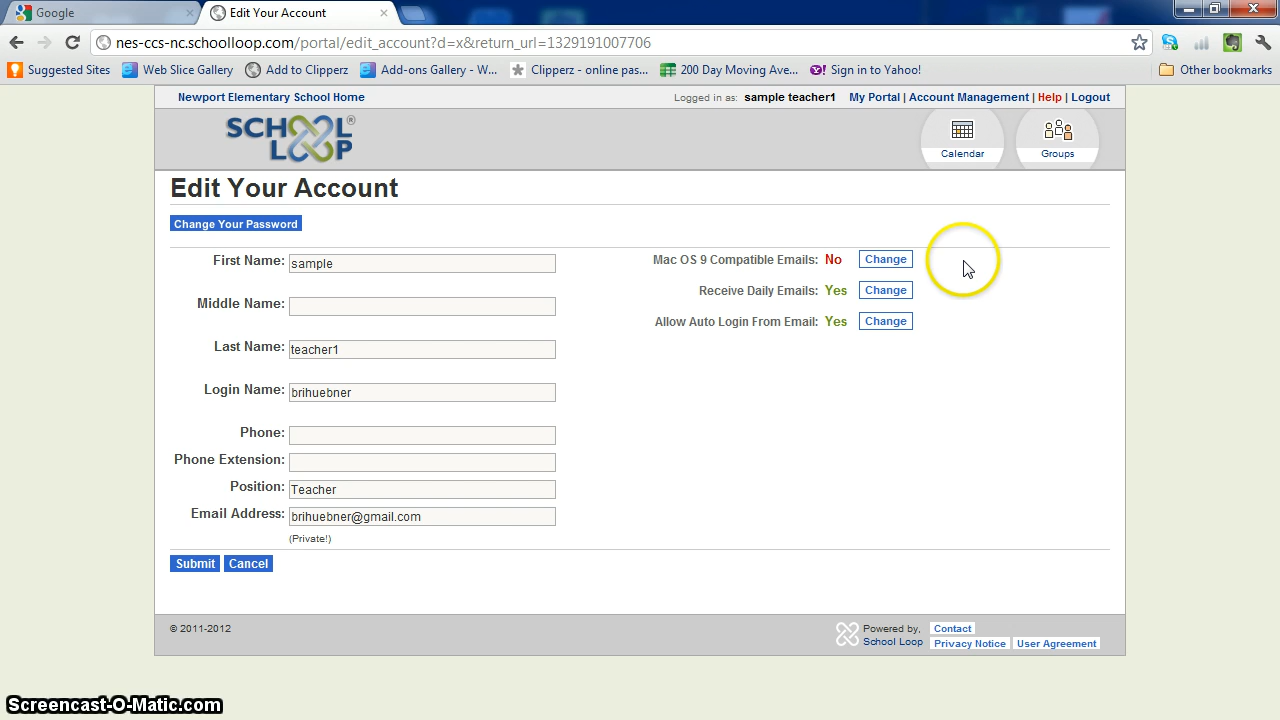 Google
Edit Your Account
nes-ccs-nc.schoolloop.com/portal/edit_account?d=x&return_url=1329191007706
Suggested Sites Web Slice Gallery Add to Clipperz Add-ons Gallery - W... Clipperz - online pas... 200 Day Moving Ave... Sign in to Yahoo! Other bookmarks
Newport Elementary School Home Logged in as: sample teacher1 My Portal | Account Management | Help | Logout
SCHOOL
LOOP®
Calendar Groups
Edit Your Account
Change Your Password
First Name: sample Mac OS 9 Compatible Emails: No Change
Receive Daily Emails: Yes Change
Middle Name:
Allow Auto Login From Email: Yes Change
Last Name: teacher1
Login Name: brihuebner
Phone:
Phone Extension:
Position: Teacher
Email Address: brihuebner@gmail.com
(Private!)
Submit Cancel
© 2011-2012 Powered by, Contact
School Loop Privacy Notice User Agreement
Screencast-O-Matic.com